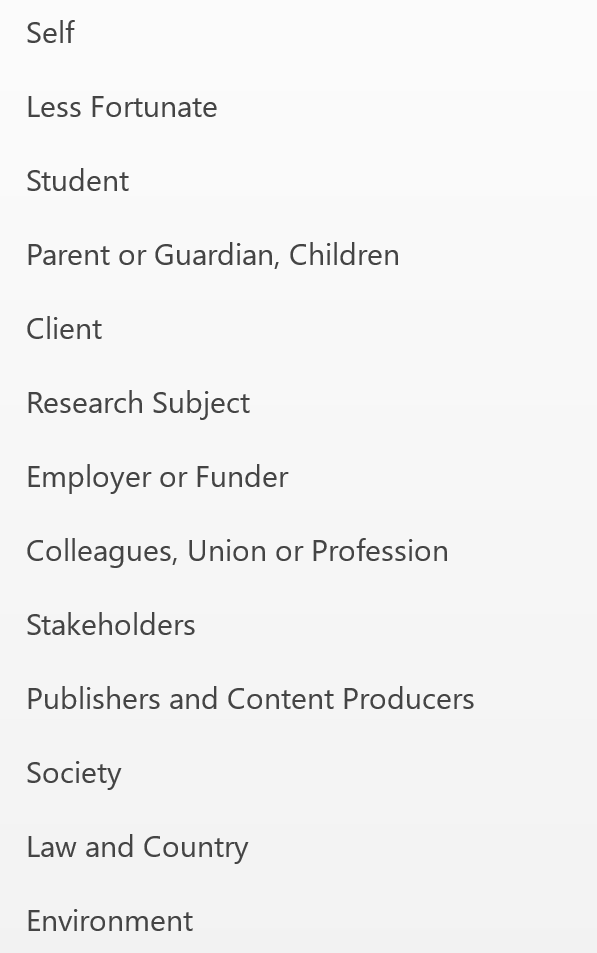 Self
Less Fortunate
Student
Parent or Guardian, Children
Client
Research Subject
Employer or Funder
Colleagues, Union or Profession
Stakeholders
Publishers and Content Producers
Society
Law and Country
Environment